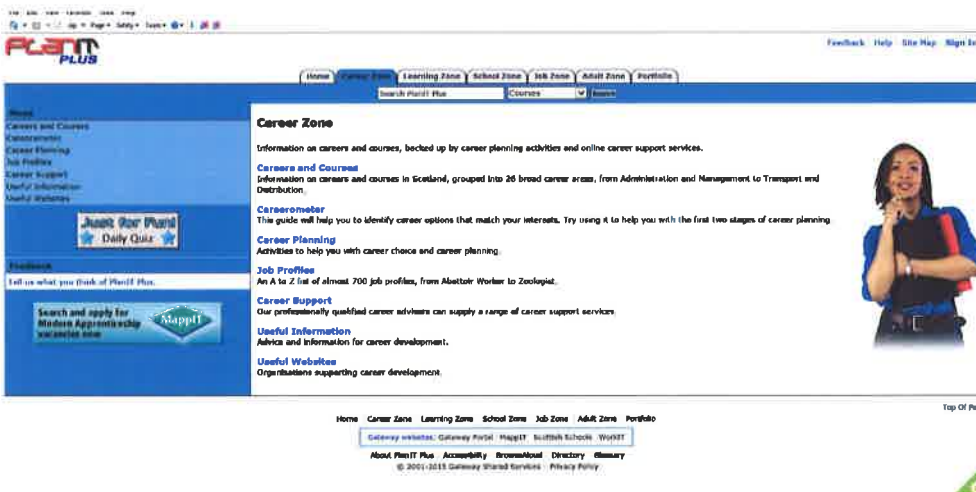 File Edit View Favorites Tools Help
Page Safety Tools
PlanIT
PLUS
Feedback Help Site Map Sign In
Home Career Zone Learning Zone School Zone Job Zone Adult Zone Portfolio
Search PlanIT Plus Courses Search
Menu
Careers and Courses
Careerometer
Career Planning
Job Profiles
Career Support
Useful Information
Useful Websites
Just for Fun!
Daily Quiz
Feedback
Tell us what you think of PlanIT Plus.
Search and apply for
Modern Apprenticeship
vacancies now
MappIT
Career Zone
Information on careers and courses, backed up by career planning activities and online career support services.
Careers and Courses
Information on careers and courses in Scotland, grouped into 26 broad career areas, from Administration and Management to Transport and
Distribution.
Careerometer
This guide will help you to identify career options that match your interests. Try using it to help you with the first two stages of career planning
Career Planning
Activities to help you with career choice and career planning.
Job Profiles
An A to Z list of almost 700 job profiles, from Abattoir Worker to Zoologist.
Career Support
Our professionally qualified career advisers can supply a range of career support services.
Useful Information
Advice and information for career development.
Useful Websites
Organisations supporting career development.
Top Of
Home Career Zone Learning Zone School Zone Job Zone Adult Zone Portfolio
Gateway websites: Gateway Portal MappIT Scottish Schools WorkIT
About PlanIT Plus Accessibility BrowseAloud Directory Glossary
© 2001-2015 Gateway Shared Services Privacy Policy